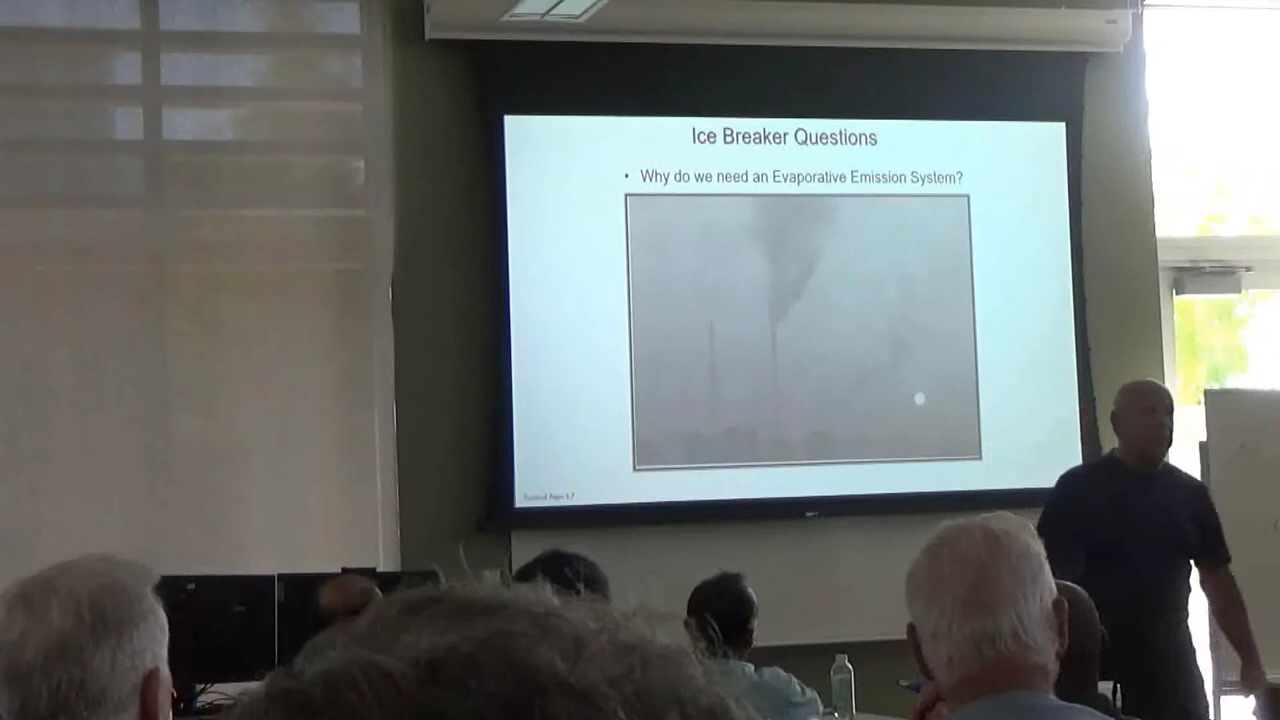 Ice Breaker Questions
• Why do we need an Evaporative Emission System?